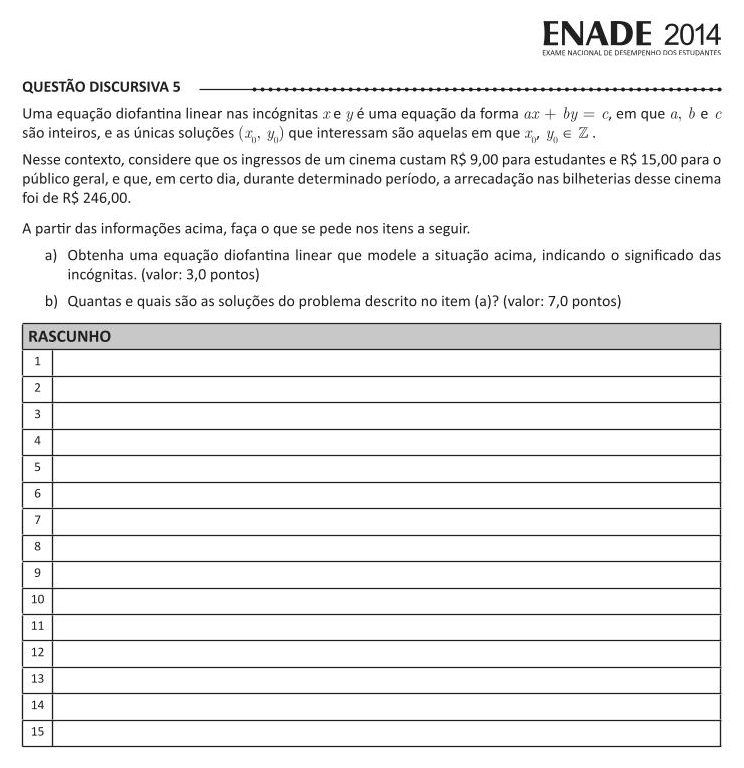 ENADE 2014
EXAME NACIONAL DE DESEMPENHO DOS ESTUDANTES
QUESTÃO DISCURSIVA 5
Uma equação diofantina linear nas incógnitas x e y é uma equação da forma ax + by = c, em que a, b e c
são inteiros, e as únicas soluções (x₀, y₀) que interessam são aquelas em que x₀, y₀ ∈ ℤ.
Nesse contexto, considere que os ingressos de um cinema custam R$ 9,00 para estudantes e R$ 15,00 para o
público geral, e que, em certo dia, durante determinado período, a arrecadação nas bilheterias desse cinema
foi de R$ 246,00.
A partir das informações acima, faça o que se pede nos itens a seguir.
a) Obtenha uma equação diofantina linear que modele a situação acima, indicando o significado das
incógnitas. (valor: 3,0 pontos)
b) Quantas e quais são as soluções do problema descrito no item (a)? (valor: 7,0 pontos)
RASCUNHO
1
2
3
4
5
6
7
8
9
10
11
12
13
14
15